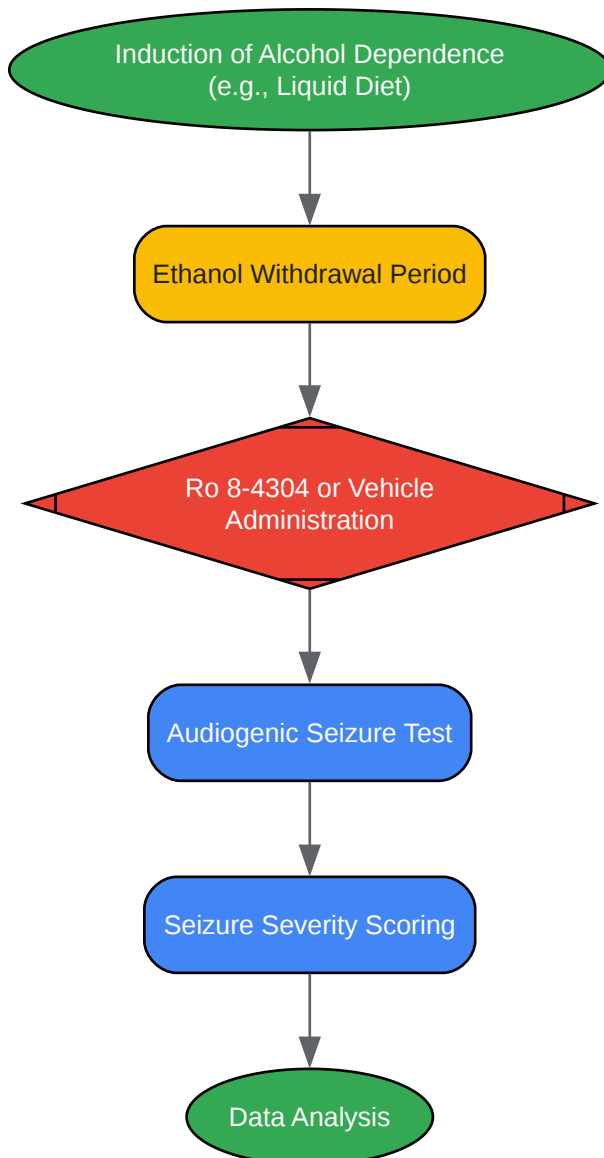 Induction of Alcohol Dependence
(e.g., Liquid Diet)
Ethanol Withdrawal Period
Ro 8-4304 or Vehicle
Administration
Audiogenic Seizure Test
Seizure Severity Scoring
Data Analysis